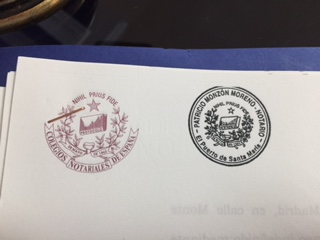 NIHIL PRIUS FIDE
COLEGIOS NOTARIALES DE ESPAÑA
PATRICIO MONZÓN MORENO - NOTARIO
NIHIL PRIUS FIDE
El Puerto de Santa María
Madrid, en calle Monte